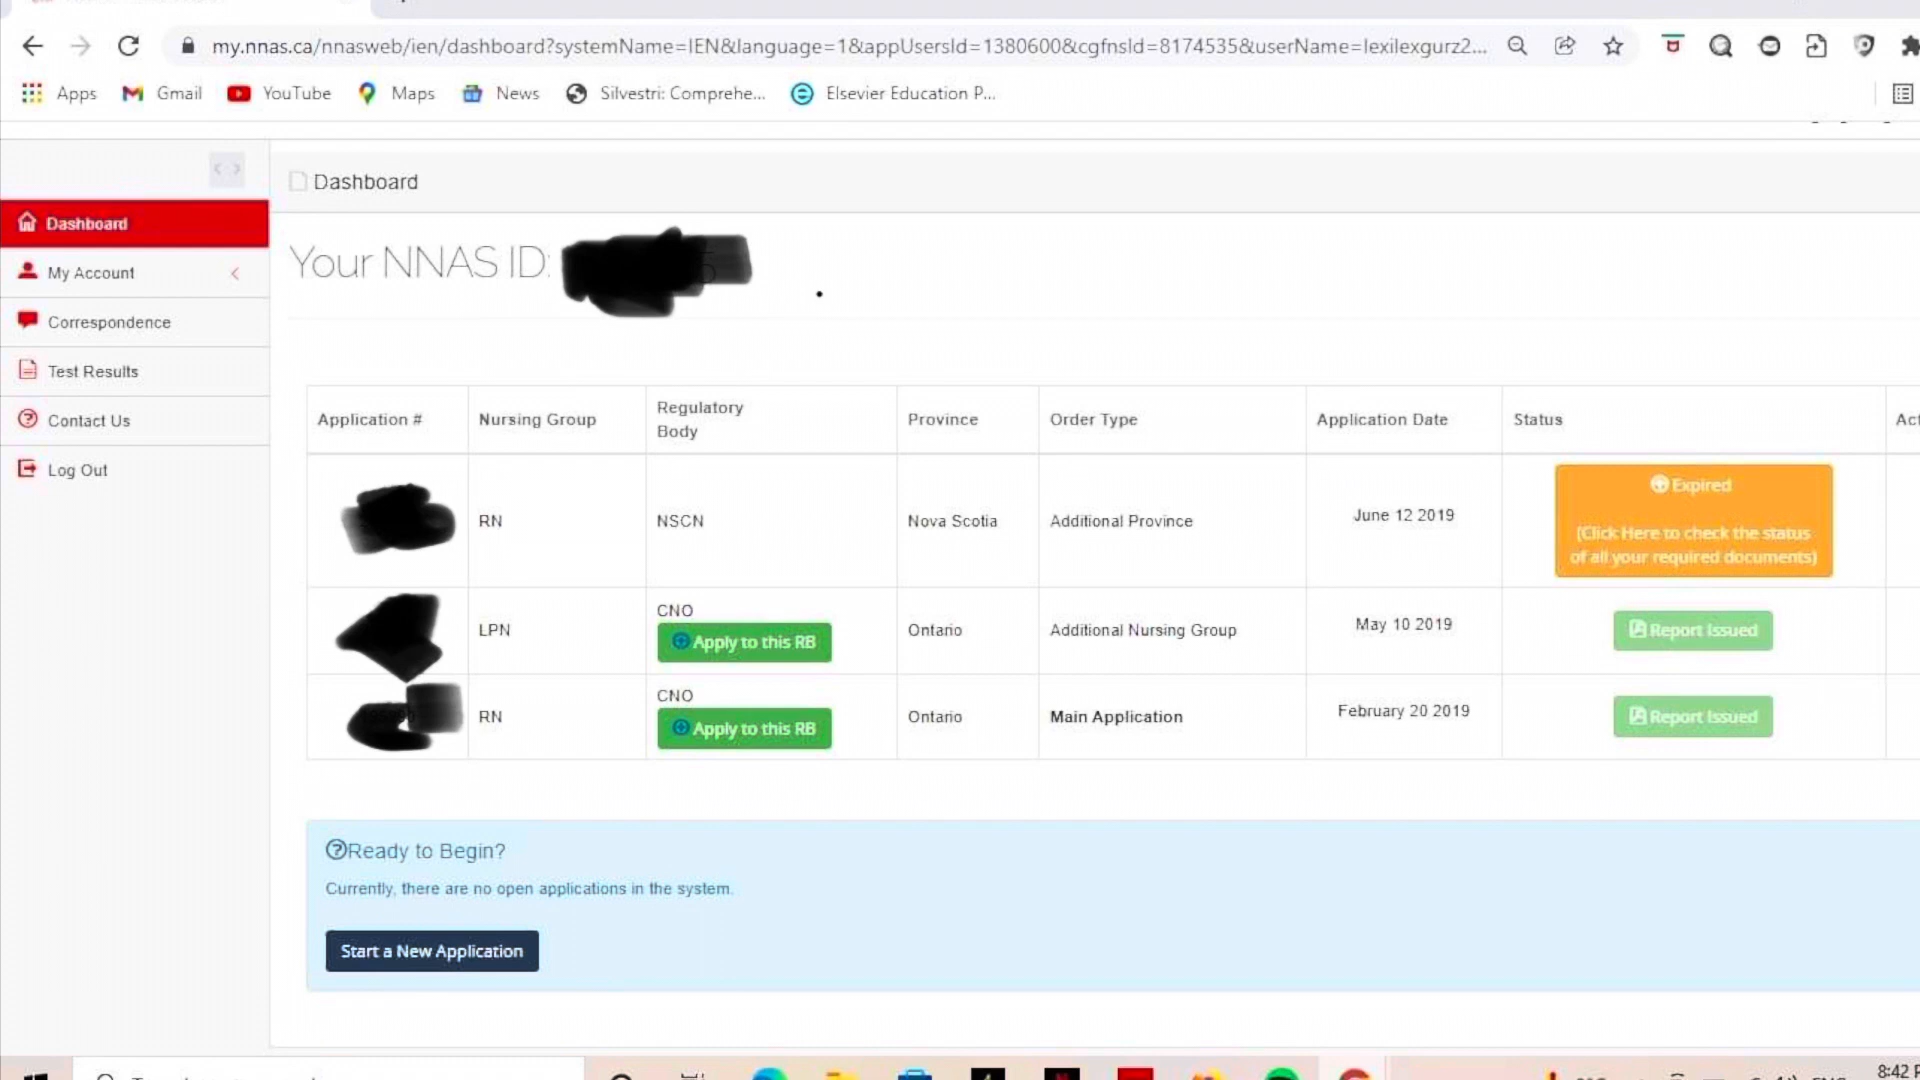 my.nnas.ca/nnasweb/ien/dashboard?systemName=IEN&language=1&appUsersId=1380600&cgfnsId=8174535&userName=lexilexgurz2...
Apps Gmail YouTube Maps News Silvestri: Comprehe... Elsevier Education P...
Dashboard
Dashboard
My Account
Correspondence
Test Results
Contact Us
Log Out
Your NNAS ID:
Application # Nursing Group Regulatory Body Province Order Type Application Date Status Act
RN NSCN Nova Scotia Additional Province June 12 2019 Expired
(Click Here to check the status
of all your required documents)
LPN CNO Ontario Additional Nursing Group May 10 2019 Report Issued
Apply to this RB
RN CNO Ontario Main Application February 20 2019 Report Issued
Apply to this RB
Ready to Begin?
Currently, there are no open applications in the system.
Start a New Application
8:42 P